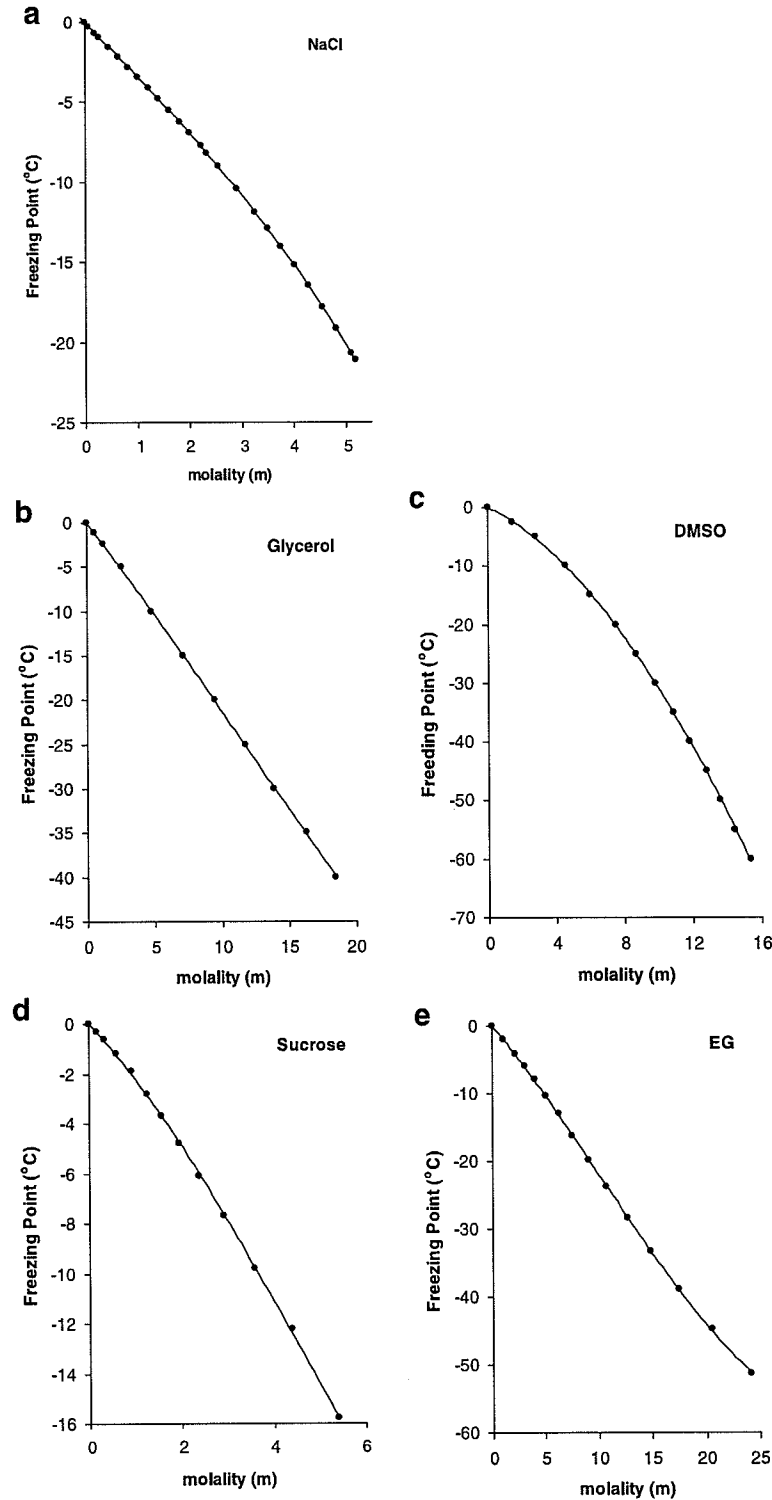 a
NaCl
Freezing Point (°C)
0
-5
-10
-15
-20
-25
0 1 2 3 4 5
molality (m)
b
Glycerol
Freezing Point (°C)
0
-5
-10
-15
-20
-25
-30
-35
-40
-45
0 5 10 15 20
molality (m)
c
DMSO
Freeding Point (°C)
0
-10
-20
-30
-40
-50
-60
-70
0 4 8 12 16
molality (m)
d
Sucrose
Freezing Point (°C)
0
-2
-4
-6
-8
-10
-12
-14
-16
0 2 4 6
molality (m)
e
EG
Freezing Point (°C)
0
-10
-20
-30
-40
-50
-60
0 5 10 15 20 25
molality (m)